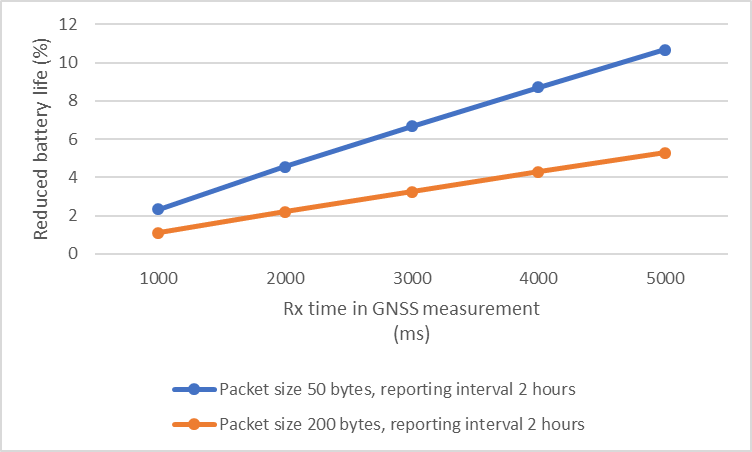 12
10
8
6
4
2
0
Reduced battery life (%)
1000 2000 3000 4000 5000
Rx time in GNSS measurement
(ms)
Packet size 50 bytes, reporting interval 2 hours
Packet size 200 bytes, reporting interval 2 hours